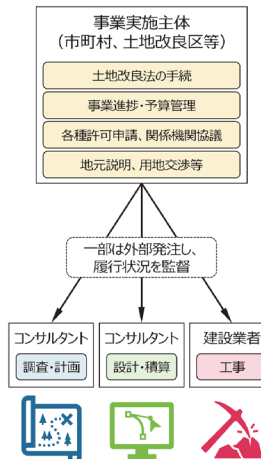 事業実施主体
(市町村、土地改良区等)
土地改良法の手続
事業進捗・予算管理
各種許可申請、関係機関協議
地元説明、用地交渉等
一部は外部発注し、
履行状況を監督
コンサルタント
調査・計画
コンサルタント
設計・積算
建設業者
工事